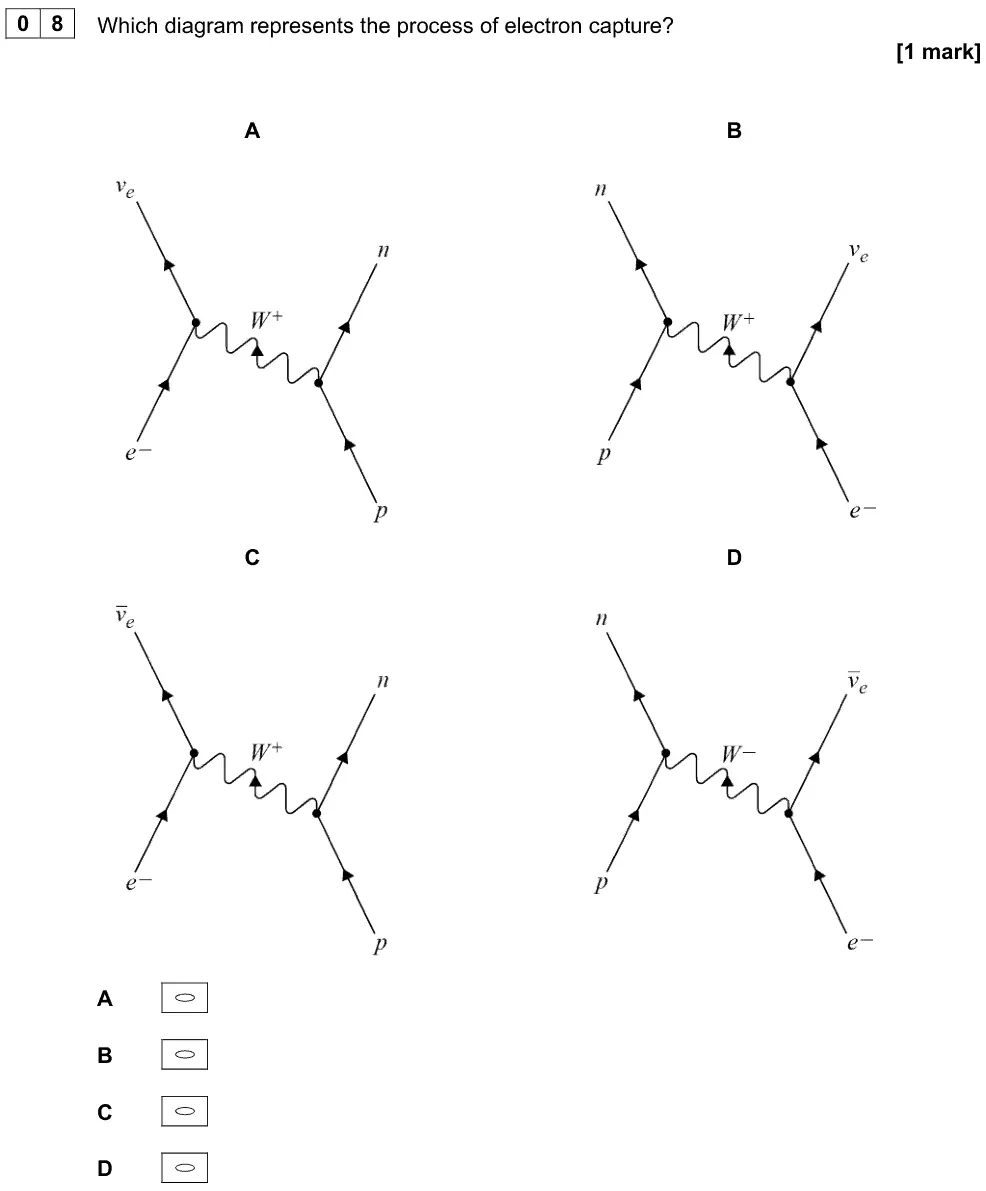 0 8 Which diagram represents the process of electron capture?
[1 mark]
A B
νe n
n νe
W+ W+
e− p
p e−
C D
ν̄e n
n ν̄e
W+ W−
e− p
p e−
A
B
C
D